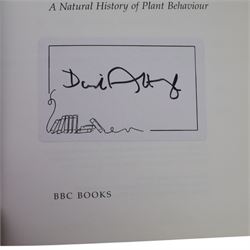 A Natural History of Plant Behaviour
BBC BOOKS